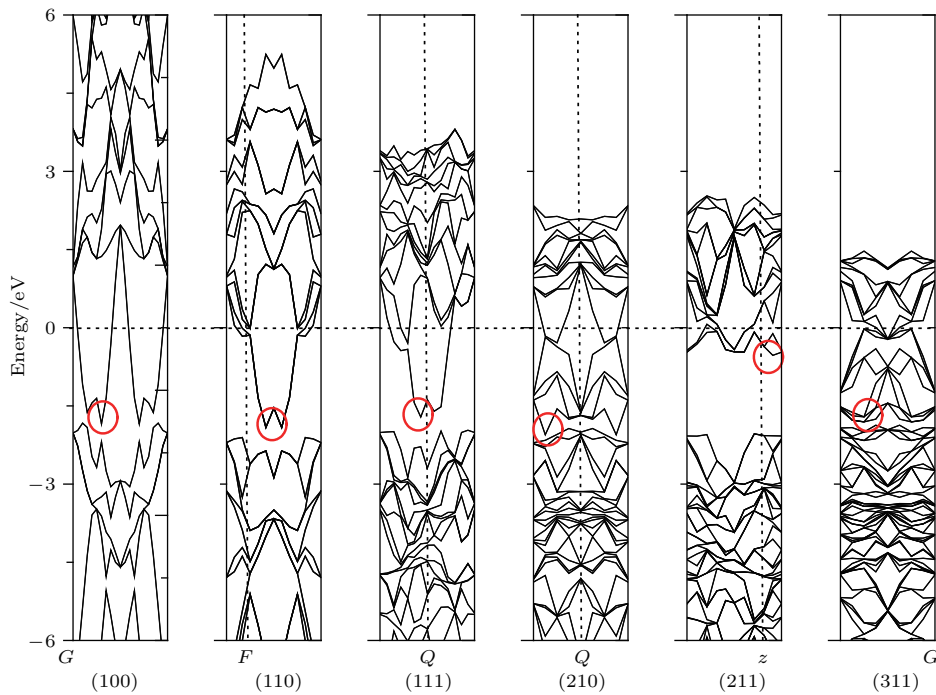 6
3
0
−3
−6
Energy/eV
G F Q Q z G
(100) (110) (111) (210) (211) (311)